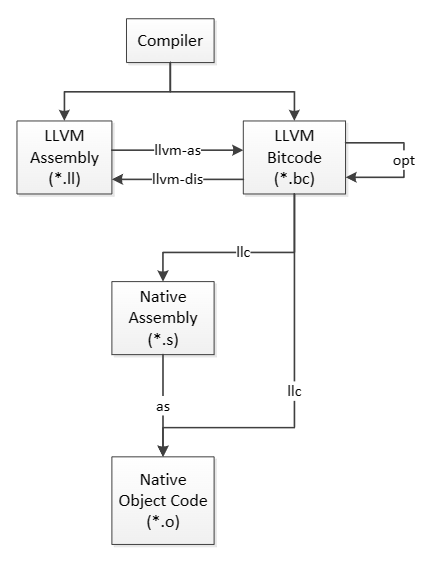 Compiler
LLVM
Assembly
(*.ll)
llvm-as
llvm-dis
LLVM
Bitcode
(*.bc)
opt
llc
Native
Assembly
(*.s)
llc
as
Native
Object Code
(*.o)